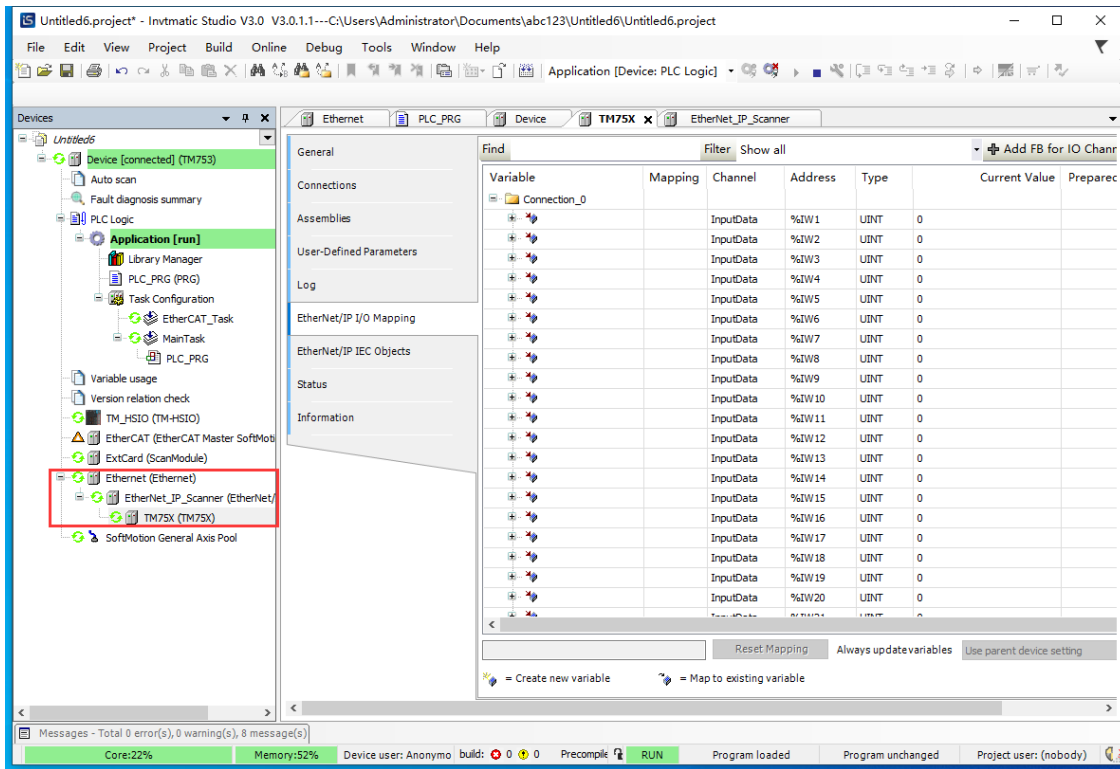 Untitled6.project* - Invtmatic Studio V3.0 V3.0.1.1---C:\Users\Administrator\Documents\abc123\Untitled6\Untitled6.project
File Edit View Project Build Online Debug Tools Window Help
Application [Device: PLC Logic]
Devices
Ethernet PLC_PRG Device TM75X EtherNet_IP_Scanner
Untitled6
Device [connected] (TM753)
Auto scan
Fault diagnosis summary
PLC Logic
Application [run]
Library Manager
PLC_PRG (PRG)
Task Configuration
EtherCAT_Task
MainTask
PLC_PRG
Variable usage
Version relation check
TM_HSIO (TM-HSIO)
EtherCAT (EtherCAT Master SoftMoti
ExtCard (ScanModule)
Ethernet (Ethernet)
EtherNet_IP_Scanner (EtherNet/
TM75X (TM75X)
SoftMotion General Axis Pool
General
Connections
Assemblies
User-Defined Parameters
Log
EtherNet/IP I/O Mapping
EtherNet/IP IEC Objects
Status
Information
Find Filter Show all Add FB for IO Chanr
Variable Mapping Channel Address Type Current Value Preparec
Connection_0
InputData %IW1 UINT 0
InputData %IW2 UINT 0
InputData %IW3 UINT 0
InputData %IW4 UINT 0
InputData %IW5 UINT 0
InputData %IW6 UINT 0
InputData %IW7 UINT 0
InputData %IW8 UINT 0
InputData %IW9 UINT 0
InputData %IW10 UINT 0
InputData %IW11 UINT 0
InputData %IW12 UINT 0
InputData %IW13 UINT 0
InputData %IW14 UINT 0
InputData %IW15 UINT 0
InputData %IW16 UINT 0
InputData %IW17 UINT 0
InputData %IW18 UINT 0
InputData %IW19 UINT 0
InputData %IW20 UINT 0
InputData %IW21 UINT 0
Reset Mapping Always update variables Use parent device setting
= Create new variable = Map to existing variable
Messages - Total 0 error(s), 0 warning(s), 8 message(s)
Core:22% Memory:52% Device user: Anonymo build: 0 0 Precompile RUN Program loaded Program unchanged Project user: (nobody)